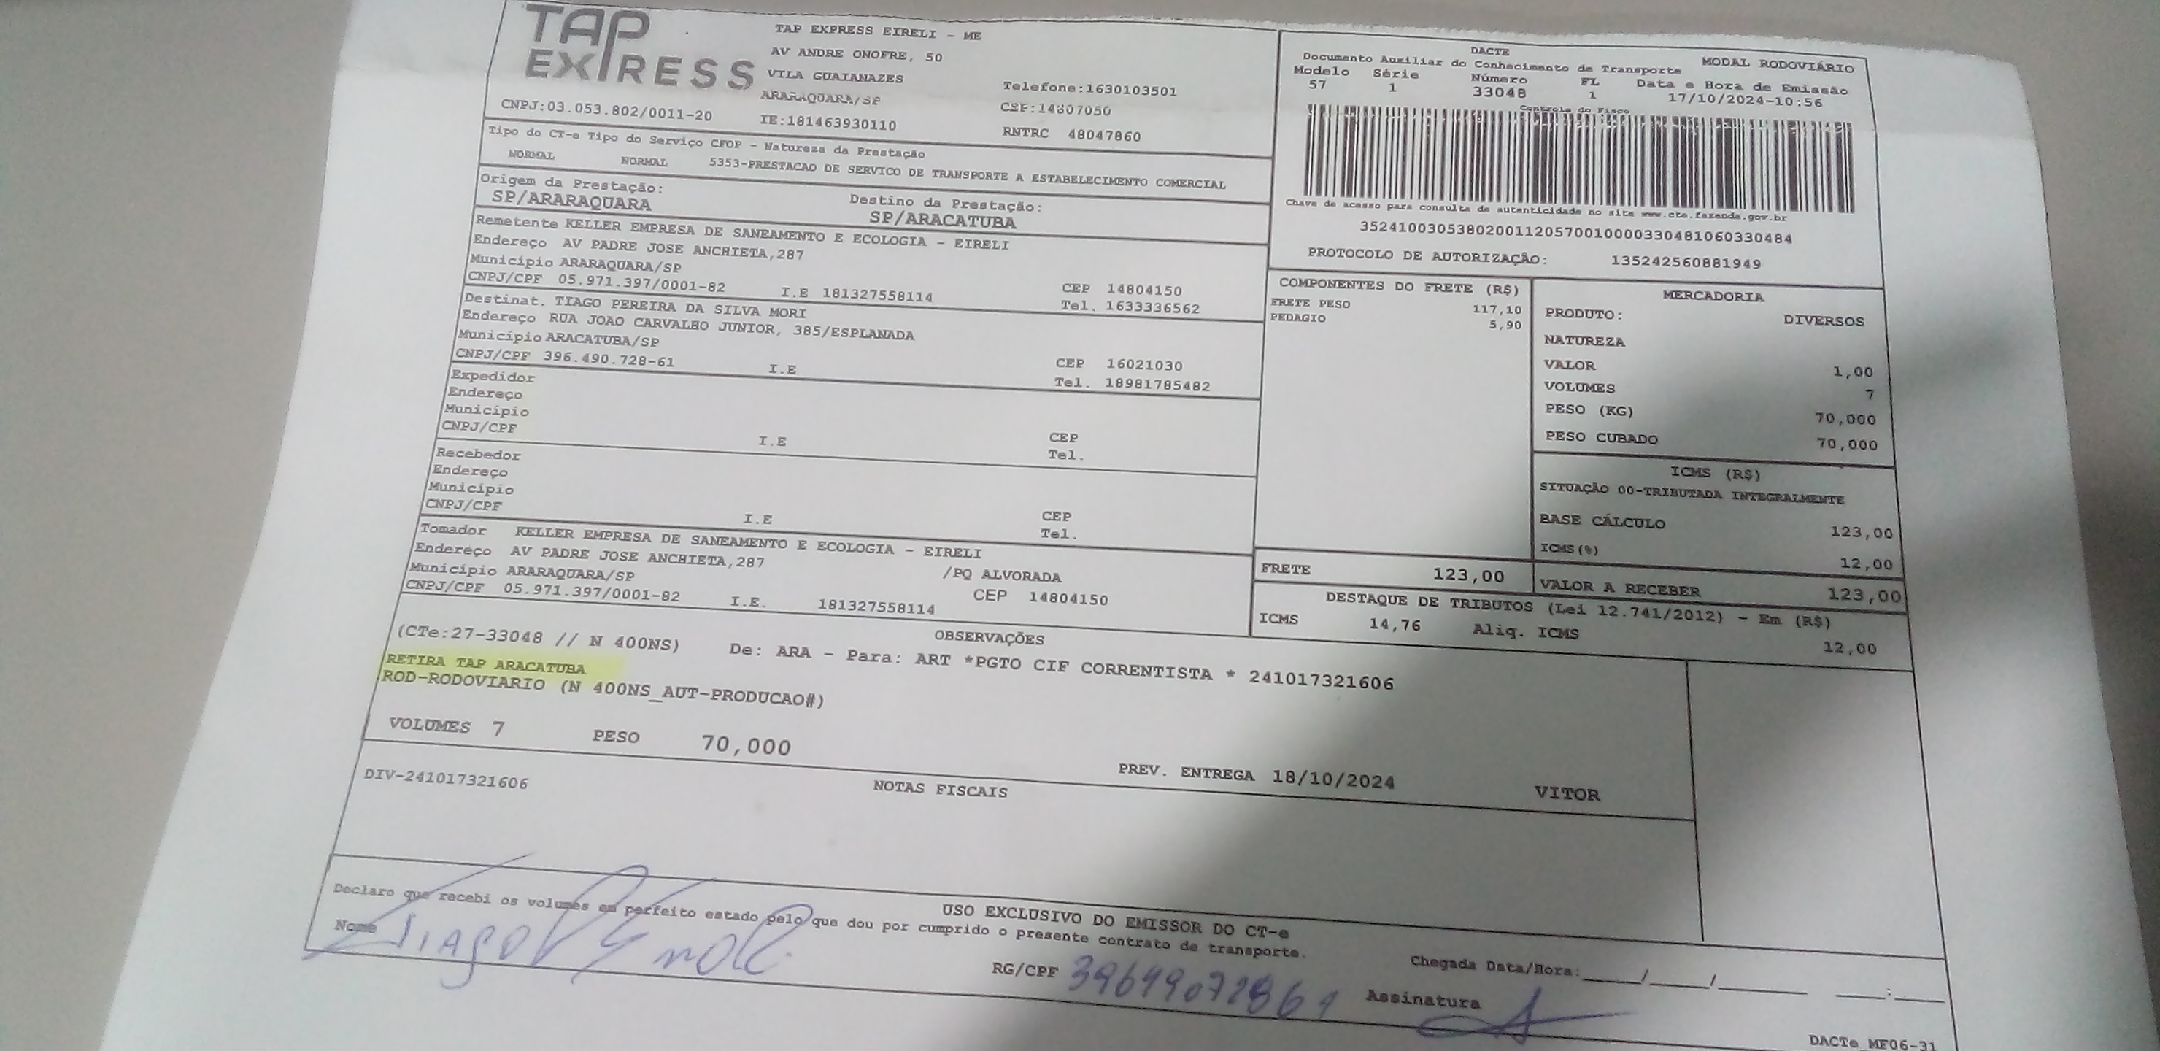 TAP EXPRESS
TAP EXPRESS EIRELI - ME
AV ANDRE ONOFRE, 50
VILA GUAIANAZES
ARARAQUARA/SP
Telefone:1630103501
CEP:14807050
CNPJ:03.053.802/0011-20 IE:181463930110 RNTRC 48047860
DACTE MODAL RODOVIÁRIO
Documento Auxiliar do Conhecimento de Transporte
Modelo Série Número FL Data e Hora de Emissão
57 1 33048 1 17/10/2024-10:56
Controle do Fisco
Chave de acesso para consulta de autenticidade no site www.cte.fazenda.gov.br
35241003053802001120570010000330481060330484
PROTOCOLO DE AUTORIZAÇÃO: 135242560881949
Tipo do CT-e Tipo do Serviço CFOP - Natureza da Prestação
NORMAL NORMAL 5353-PRESTACAO DE SERVICO DE TRANSPORTE A ESTABELECIMENTO COMERCIAL
Origem da Prestação: Destino da Prestação:
SP/ARARAQUARA SP/ARACATUBA
Remetente KELLER EMPRESA DE SANEAMENTO E ECOLOGIA - EIRELI
Endereço AV PADRE JOSE ANCHIETA,287
Município ARARAQUARA/SP CEP 14804150
CNPJ/CPF 05.971.397/0001-82 I.E 181327558114 Tel. 1633336562
Destinat. TIAGO PEREIRA DA SILVA MORI
Endereço RUA JOAO CARVALHO JUNIOR, 385/ESPLANADA
Município ARACATUBA/SP CEP 16021030
CNPJ/CPF 396.490.728-61 I.E Tel. 18981785482
Expedidor
Endereço
Município CEP
CNPJ/CPF I.E Tel.
Recebedor
Endereço
Município CEP
CNPJ/CPF I.E Tel.
Tomador KELLER EMPRESA DE SANEAMENTO E ECOLOGIA - EIRELI
Endereço AV PADRE JOSE ANCHIETA,287 /PQ ALVORADA
Município ARARAQUARA/SP CEP 14804150
CNPJ/CPF 05.971.397/0001-82 I.E. 181327558114
COMPONENTES DO FRETE (R$)
FRETE PESO 117,10
PEDAGIO 5,90
MERCADORIA
PRODUTO: DIVERSOS
NATUREZA
VALOR 1,00
VOLUMES 7
PESO (KG) 70,000
PESO CUBADO 70,000
ICMS (R$)
SITUAÇÃO 00-TRIBUTADA INTEGRALMENTE
BASE CÁLCULO 123,00
ICMS(%) 12,00
FRETE 123,00 VALOR A RECEBER 123,00
DESTAQUE DE TRIBUTOS (Lei 12.741/2012) - Em (R$)
ICMS 14,76 Aliq. ICMS 12,00
OBSERVAÇÕES
(CTe:27-33048 // N 400NS) De: ARA - Para: ART *PGTO CIF CORRENTISTA * 241017321606
RETIRA TAP ARACATUBA
ROD-RODOVIARIO (N 400NS_AUT-PRODUCAO#)
VOLUMES 7 PESO 70,000 PREV. ENTREGA 18/10/2024 VITOR
NOTAS FISCAIS
DIV-241017321606
USO EXCLUSIVO DO EMISSOR DO CT-e
Declaro que recebi os volumes em perfeito estado pelo que dou por cumprido o presente contrato de transporte.
Nome Tiago P S Mori RG/CPF 39649072861 Assinatura
Chegada Data/Hora:_____/_____/_______ ____:____
DACTe_MF06-31